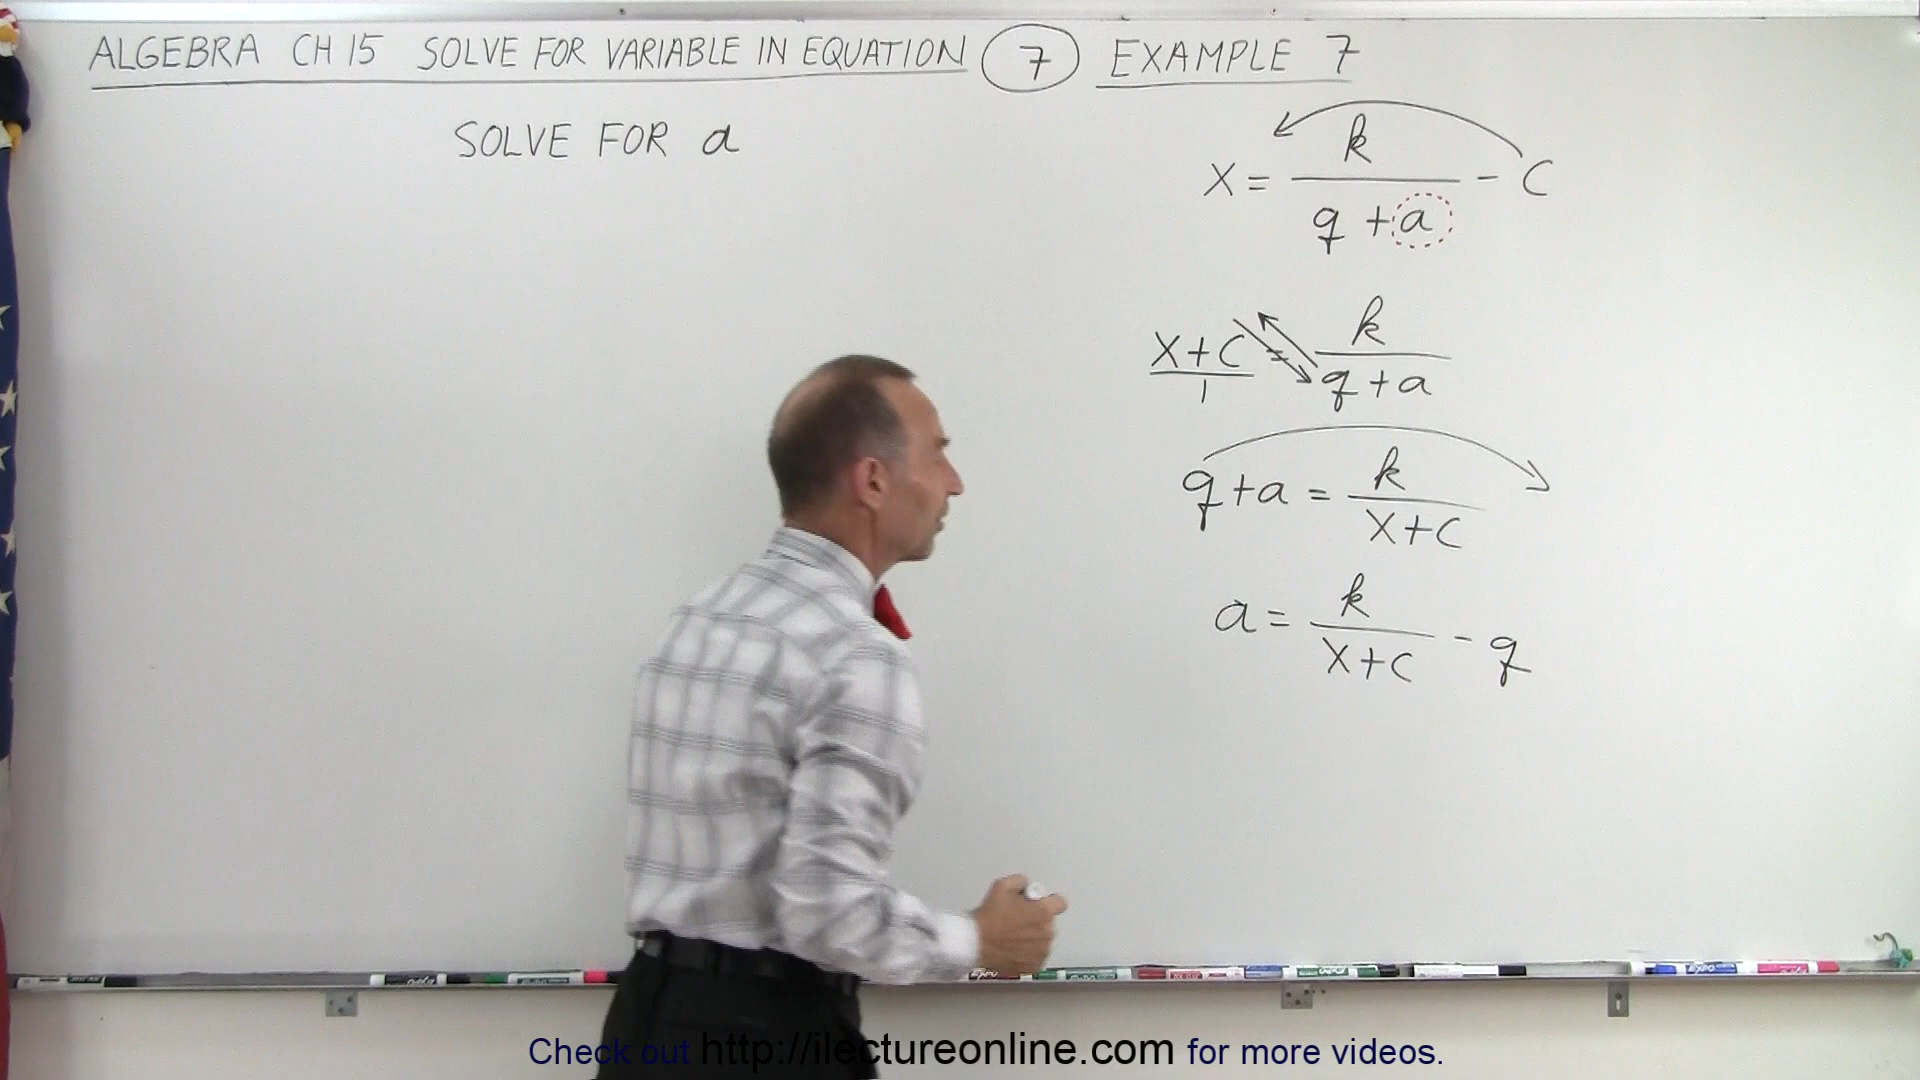 ALGEBRA CH 15 SOLVE FOR VARIABLE IN EQUATION 7 EXAMPLE 7
SOLVE FOR a
X = k / (q + a) - C
(X + C) / 1 = k / (q + a)
q + a = k / (X + C)
a = k / (X + C) - q
Check out http://ilectureonline.com for more videos.